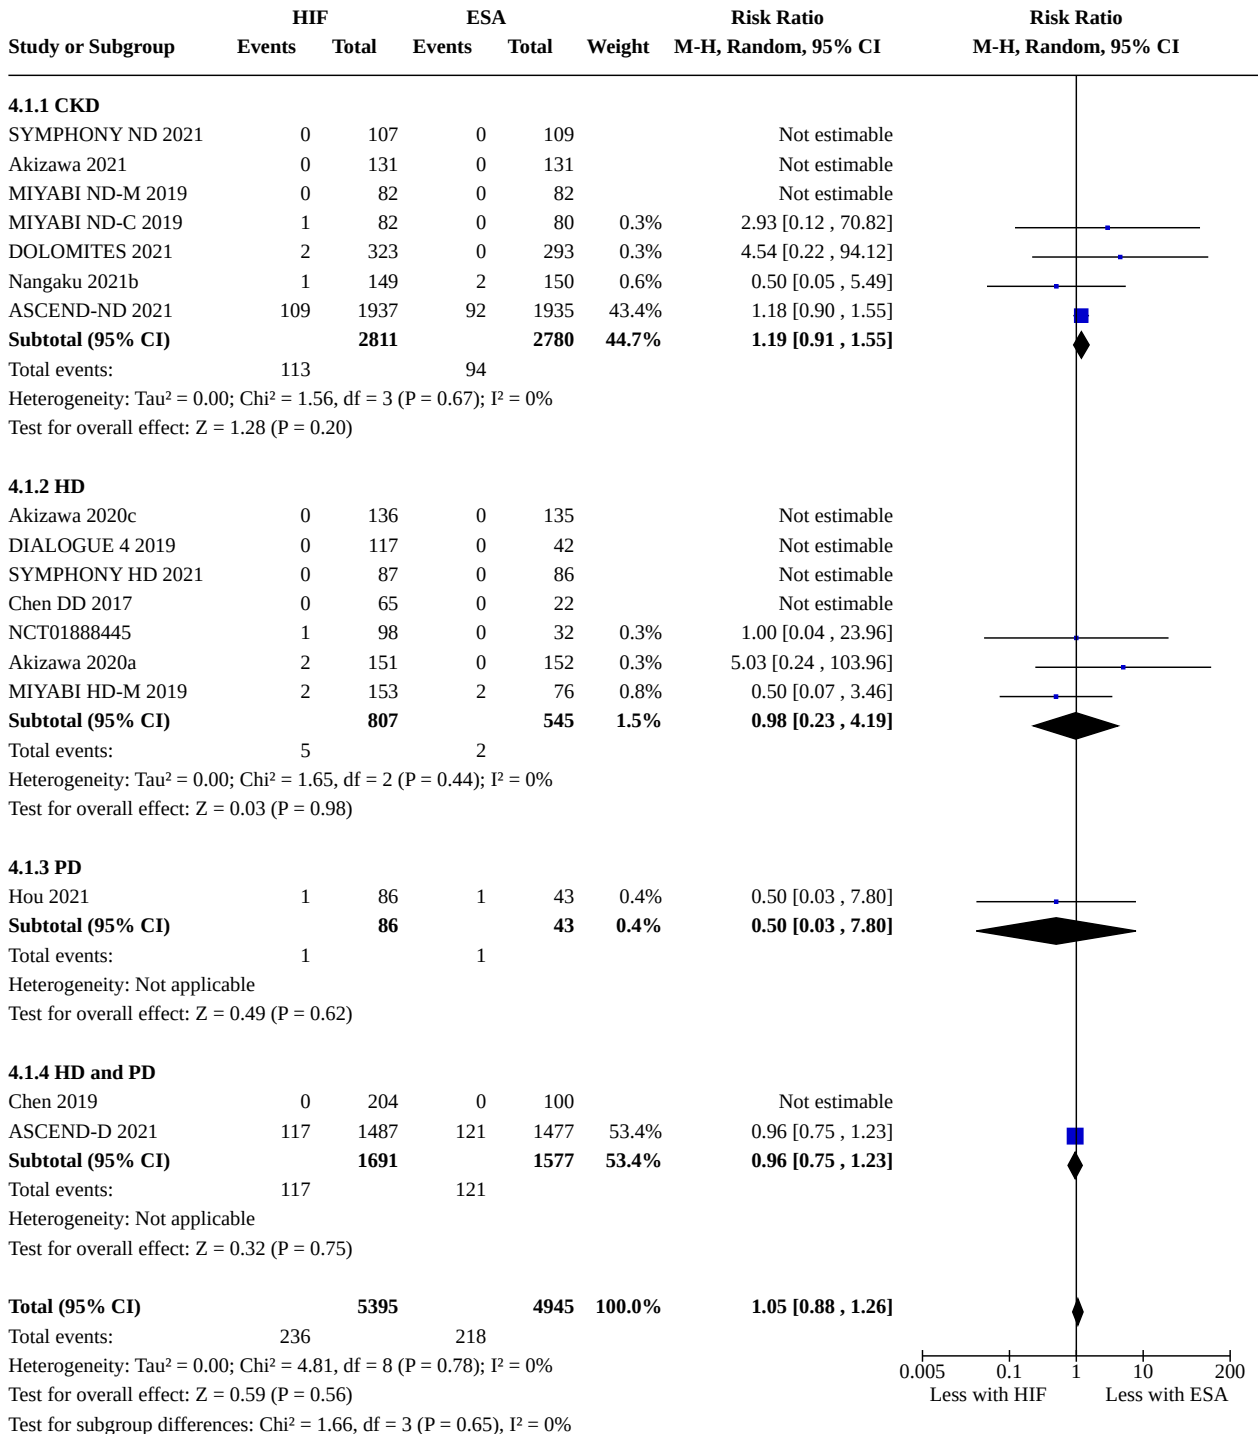 HIF ESA Risk Ratio Risk Ratio
Study or Subgroup Events Total Events Total Weight M-H, Random, 95% CI M-H, Random, 95% CI
4.1.1 CKD
SYMPHONY ND 2021 0 107 0 109 Not estimable
Akizawa 2021 0 131 0 131 Not estimable
MIYABI ND-M 2019 0 82 0 82 Not estimable
MIYABI ND-C 2019 1 82 0 80 0.3% 2.93 [0.12 , 70.82]
DOLOMITES 2021 2 323 0 293 0.3% 4.54 [0.22 , 94.12]
Nangaku 2021b 1 149 2 150 0.6% 0.50 [0.05 , 5.49]
ASCEND-ND 2021 109 1937 92 1935 43.4% 1.18 [0.90 , 1.55]
Subtotal (95% CI) 2811 2780 44.7% 1.19 [0.91 , 1.55]
Total events: 113 94
Heterogeneity: Tau² = 0.00; Chi² = 1.56, df = 3 (P = 0.67); I² = 0%
Test for overall effect: Z = 1.28 (P = 0.20)
4.1.2 HD
Akizawa 2020c 0 136 0 135 Not estimable
DIALOGUE 4 2019 0 117 0 42 Not estimable
SYMPHONY HD 2021 0 87 0 86 Not estimable
Chen DD 2017 0 65 0 22 Not estimable
NCT01888445 1 98 0 32 0.3% 1.00 [0.04 , 23.96]
Akizawa 2020a 2 151 0 152 0.3% 5.03 [0.24 , 103.96]
MIYABI HD-M 2019 2 153 2 76 0.8% 0.50 [0.07 , 3.46]
Subtotal (95% CI) 807 545 1.5% 0.98 [0.23 , 4.19]
Total events: 5 2
Heterogeneity: Tau² = 0.00; Chi² = 1.65, df = 2 (P = 0.44); I² = 0%
Test for overall effect: Z = 0.03 (P = 0.98)
4.1.3 PD
Hou 2021 1 86 1 43 0.4% 0.50 [0.03 , 7.80]
Subtotal (95% CI) 86 43 0.4% 0.50 [0.03 , 7.80]
Total events: 1 1
Heterogeneity: Not applicable
Test for overall effect: Z = 0.49 (P = 0.62)
4.1.4 HD and PD
Chen 2019 0 204 0 100 Not estimable
ASCEND-D 2021 117 1487 121 1477 53.4% 0.96 [0.75 , 1.23]
Subtotal (95% CI) 1691 1577 53.4% 0.96 [0.75 , 1.23]
Total events: 117 121
Heterogeneity: Not applicable
Test for overall effect: Z = 0.32 (P = 0.75)
Total (95% CI) 5395 4945 100.0% 1.05 [0.88 , 1.26]
Total events: 236 218
Heterogeneity: Tau² = 0.00; Chi² = 4.81, df = 8 (P = 0.78); I² = 0%
0.005 0.1 1 10 200
Test for overall effect: Z = 0.59 (P = 0.56)
Less with HIF Less with ESA
Test for subgroup differences: Chi² = 1.66, df = 3 (P = 0.65), I² = 0%